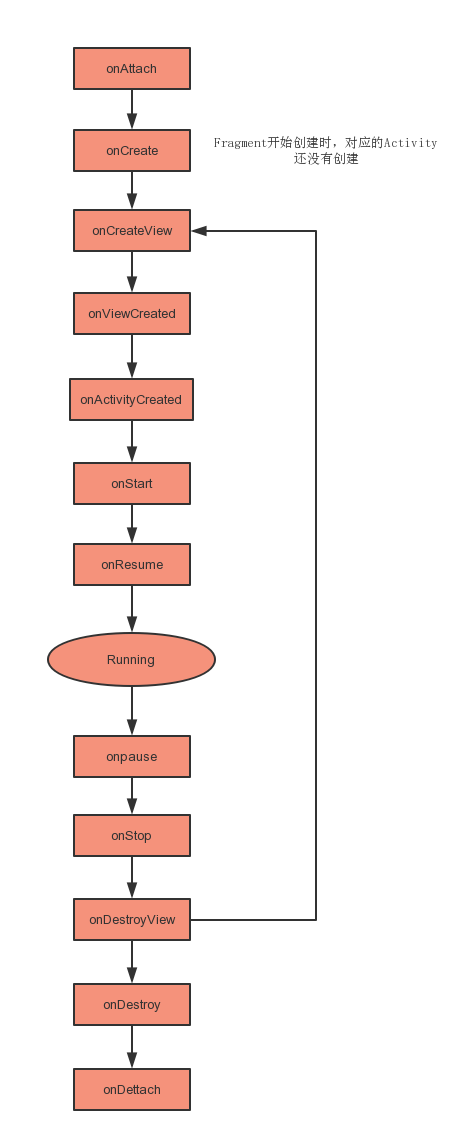 onAttach
onCreate
Fragment开始创建时，对应的Activity
还没有创建
onCreateView
onViewCreated
onActivityCreated
onStart
onResume
Running
onpause
onStop
onDestroyView
onDestroy
onDettach